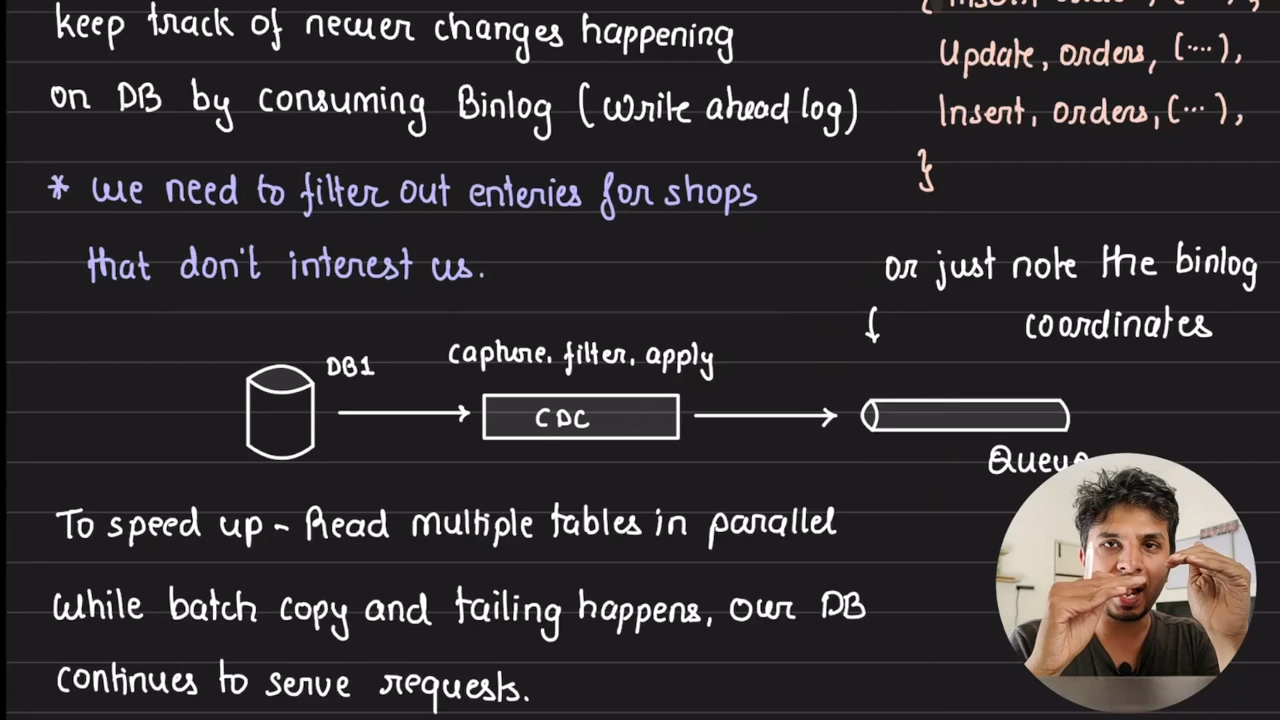 keep track of newer changes happening
on DB by consuming Binlog (write ahead log)
* we need to filter out enteries for shops
that don't interest us.
Update, orders, (....),
Insert, orders, (...),
}
or just note the binlog
coordinates
DB1
capture, filter, apply
CDC
Queue
To speed up - Read multiple tables in parallel
While batch copy and tailing happens, our DB
continues to serve requests.